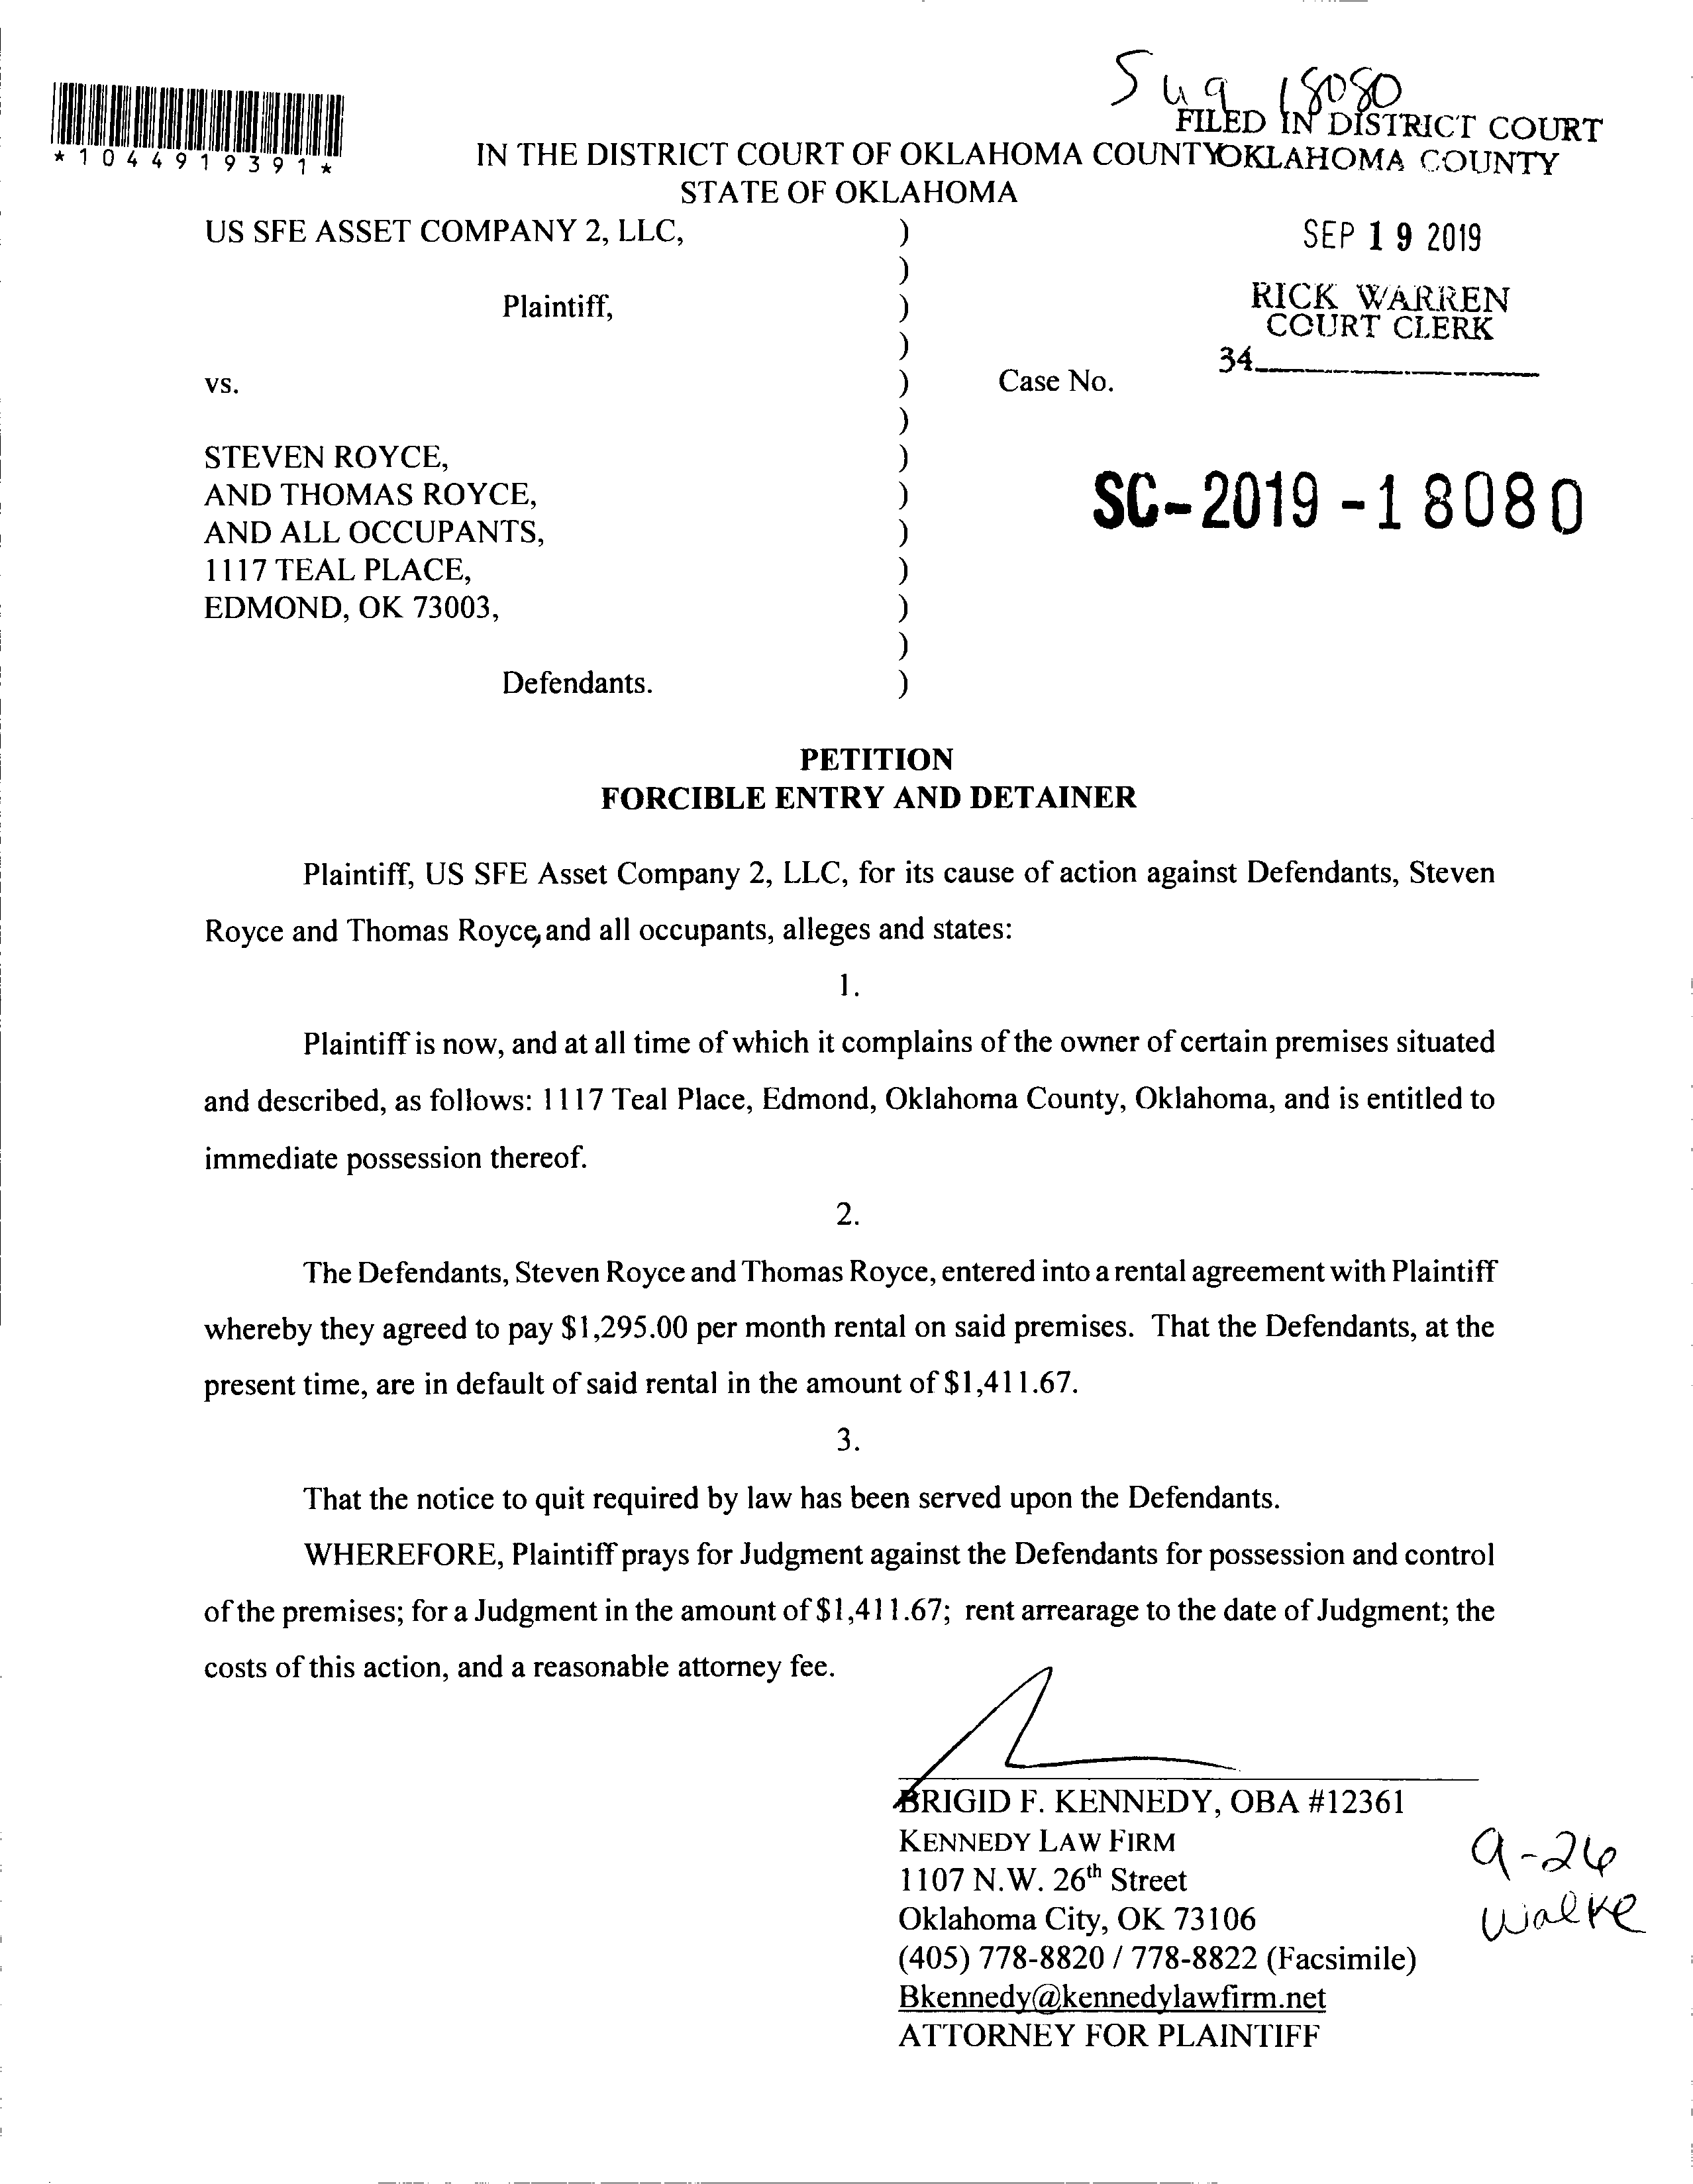 Sug 18080
FILED IN DISTRICT COURT
OKLAHOMA COUNTY
*1044919391*
IN THE DISTRICT COURT OF OKLAHOMA COUNTY
STATE OF OKLAHOMA
SEP 19 2019
RICK WARREN
COURT CLERK
34
US SFE ASSET COMPANY 2, LLC, )
)
Plaintiff, )
)
vs. ) Case No.
)
STEVEN ROYCE, )
AND THOMAS ROYCE, ) SC-2019-18080
AND ALL OCCUPANTS, )
1117 TEAL PLACE, )
EDMOND, OK 73003, )
)
Defendants. )
PETITION
FORCIBLE ENTRY AND DETAINER
Plaintiff, US SFE Asset Company 2, LLC, for its cause of action against Defendants, Steven
Royce and Thomas Royce, and all occupants, alleges and states:
1.
Plaintiff is now, and at all time of which it complains of the owner of certain premises situated
and described, as follows: 1117 Teal Place, Edmond, Oklahoma County, Oklahoma, and is entitled to
immediate possession thereof.
2.
The Defendants, Steven Royce and Thomas Royce, entered into a rental agreement with Plaintiff
whereby they agreed to pay $1,295.00 per month rental on said premises. That the Defendants, at the
present time, are in default of said rental in the amount of $1,411.67.
3.
That the notice to quit required by law has been served upon the Defendants.
WHEREFORE, Plaintiff prays for Judgment against the Defendants for possession and control
of the premises; for a Judgment in the amount of $1,411.67; rent arrearage to the date of Judgment; the
costs of this action, and a reasonable attorney fee.
BRIGID F. KENNEDY, OBA #12361
KENNEDY LAW FIRM
1107 N.W. 26th Street
Oklahoma City, OK 73106
(405) 778-8820 / 778-8822 (Facsimile)
Bkennedy@kennedylawfirm.net
ATTORNEY FOR PLAINTIFF
9-26
Walke